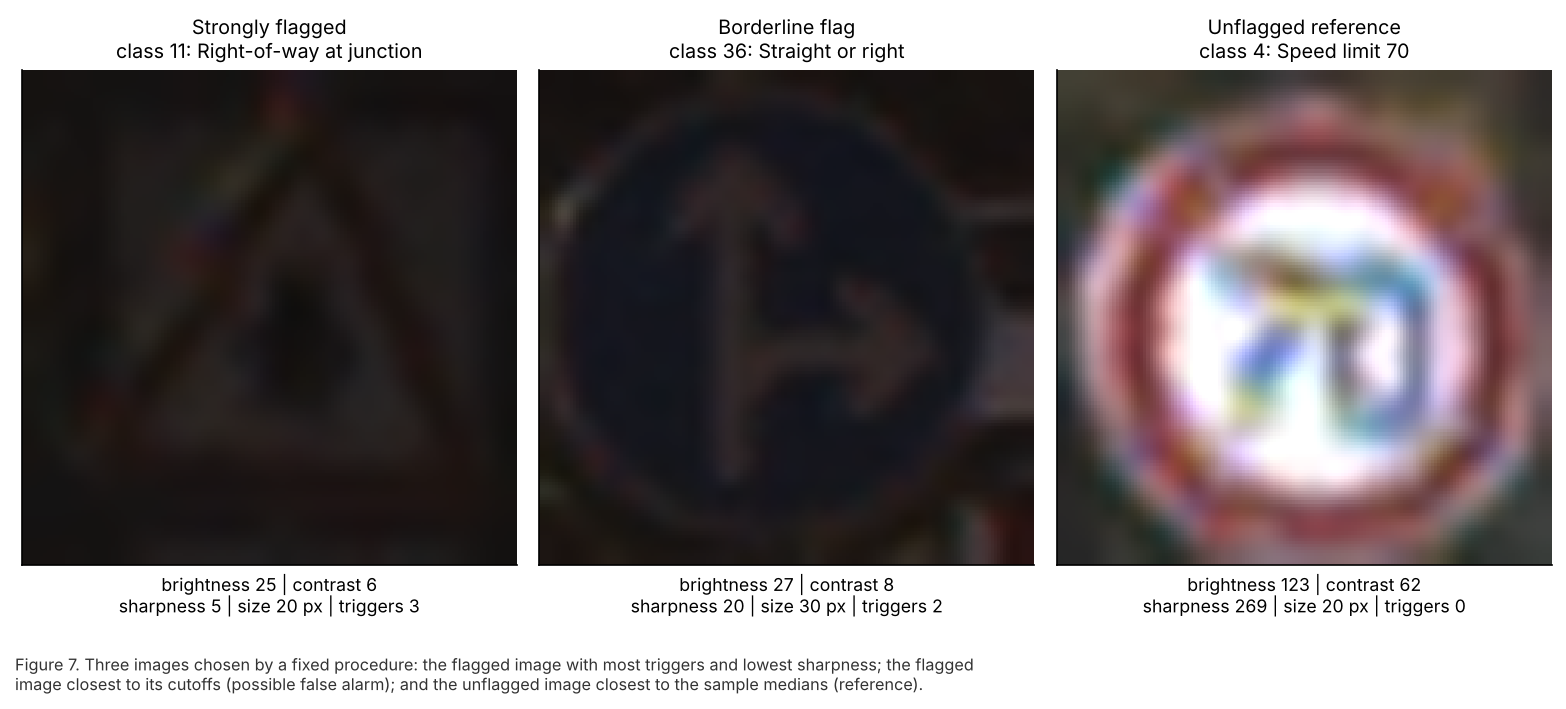 Strongly flagged
class 11: Right-of-way at junction
Borderline flag
class 36: Straight or right
Unflagged reference
class 4: Speed limit 70
70
brightness 25 | contrast 6
sharpness 5 | size 20 px | triggers 3
brightness 27 | contrast 8
sharpness 20 | size 30 px | triggers 2
brightness 123 | contrast 62
sharpness 269 | size 20 px | triggers 0
Figure 7. Three images chosen by a fixed procedure: the flagged image with most triggers and lowest sharpness; the flagged
image closest to its cutoffs (possible false alarm); and the unflagged image closest to the sample medians (reference).